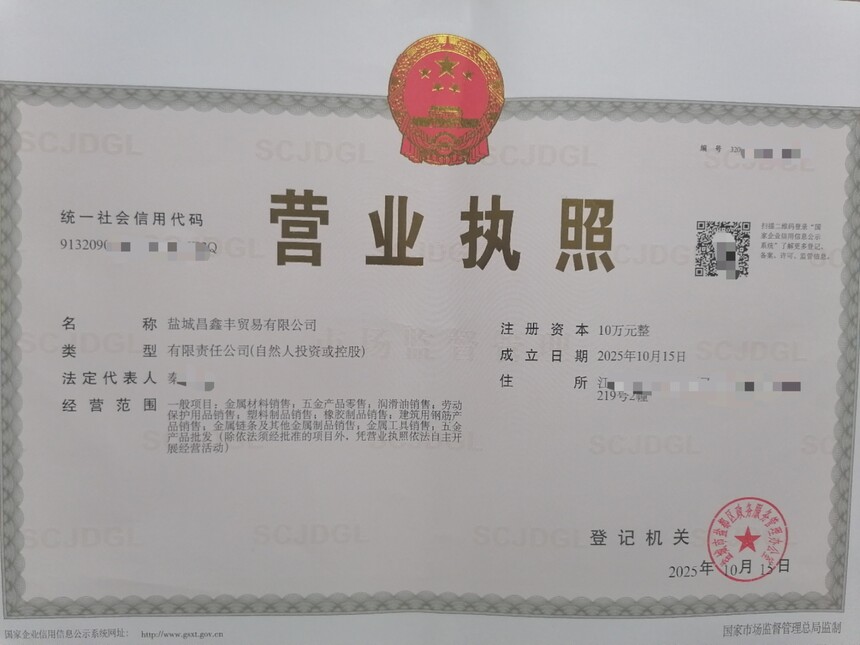 编号 320
营业执照
统一社会信用代码
9132090
Q
扫描二维码登录“国
家企业信用信息公示
系统”了解更多登记、
备案、许可、监管信息。
名称 盐城昌鑫丰贸易有限公司
类型 有限责任公司(自然人投资或控股)
法定代表人 秦
经营范围 一般项目：金属材料销售；五金产品零售；润滑油销售；劳动
保护用品销售；塑料制品销售；橡胶制品销售；建筑用钢筋产
品销售；金属链条及其他金属制品销售；金属工具销售；五金
产品批发（除依法须经批准的项目外，凭营业执照依法自主开
展经营活动）
注册资本 10万元整
成立日期 2025年10月15日
住所 江
219号2幢
登记机关
2025年10月15日
国家企业信用信息公示系统网址： http://www.gsxt.gov.cn
国家市场监督管理总局监制
SCJDGL